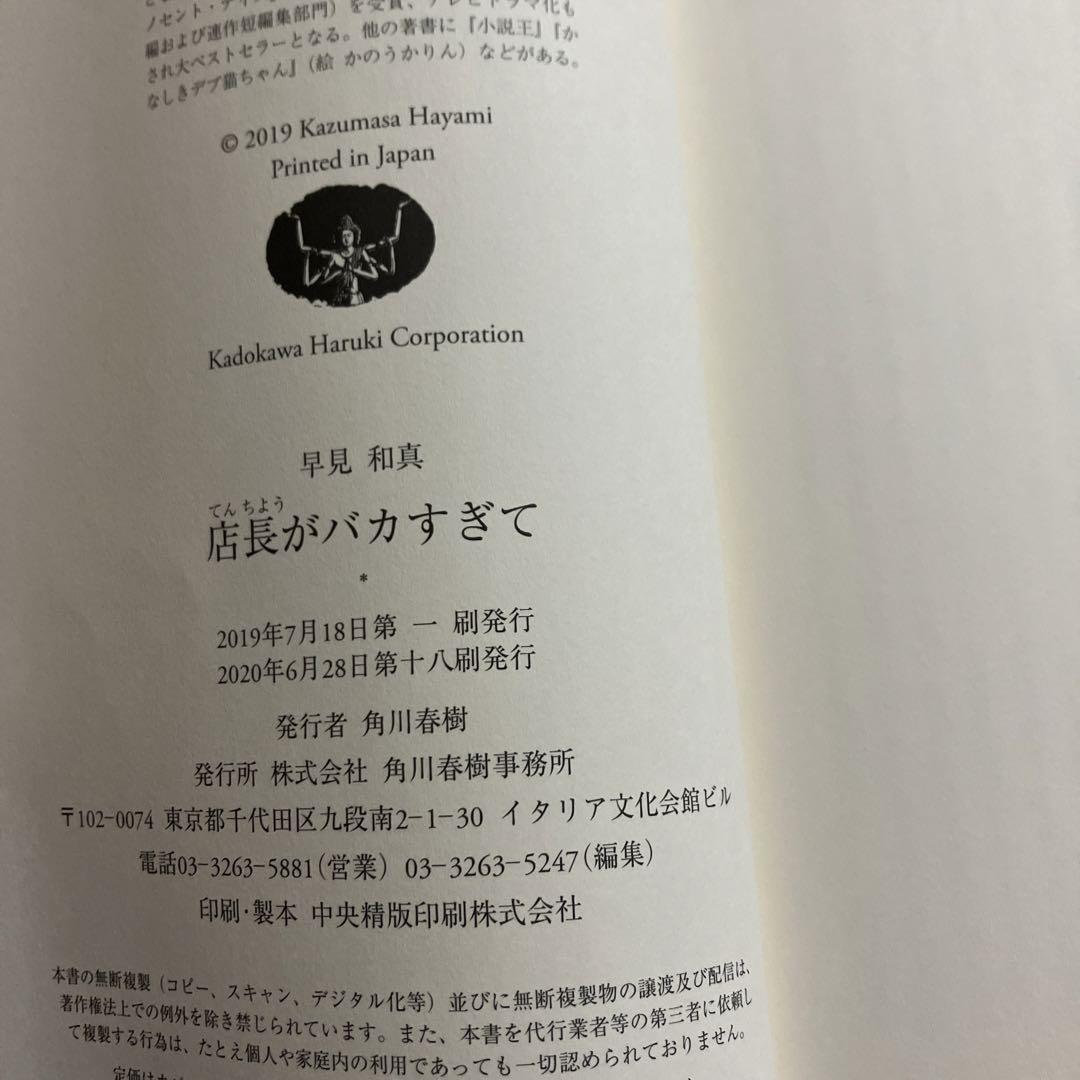 ノセント・デイズ
編および連作短編集部門）を受賞、テレビドラマ化も
され大ベストセラーとなる。他の著書に『小説王』『か
なしきデブ猫ちゃん』（絵 かのうかりん）などがある。
© 2019 Kazumasa Hayami
Printed in Japan
Kadokawa Haruki Corporation
早見 和真
てんちよう
店長がバカすぎて
*
2019年7月18日第 一 刷発行
2020年6月28日第十八刷発行
発行者 角川春樹
発行所 株式会社 角川春樹事務所
〒102-0074 東京都千代田区九段南2-1-30 イタリア文化会館ビル
電話03-3263-5881（営業） 03-3263-5247（編集）
印刷・製本 中央精版印刷株式会社
本書の無断複製（コピー、スキャン、デジタル化等）並びに無断複製物の譲渡及び配信は、
著作権法上での例外を除き禁じられています。また、本書を代行業者等の第三者に依頼し
て複製する行為は、たとえ個人や家庭内の利用であっても一切認められておりません。
定価はカバ